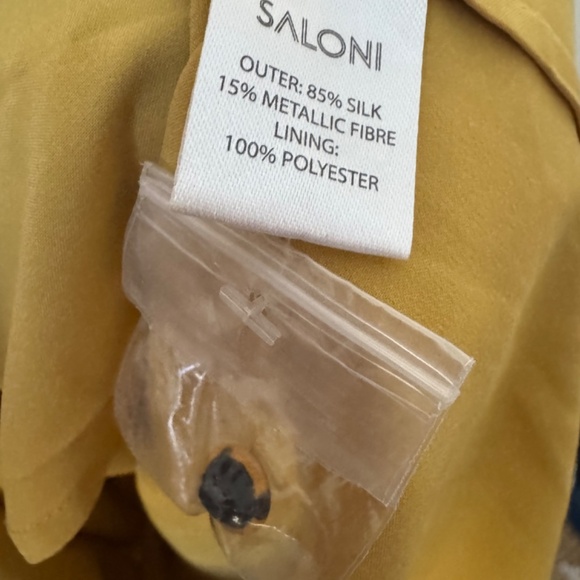 SALONI
OUTER: 85% SILK
15% METALLIC FIBRE
LINING:
100% POLYESTER